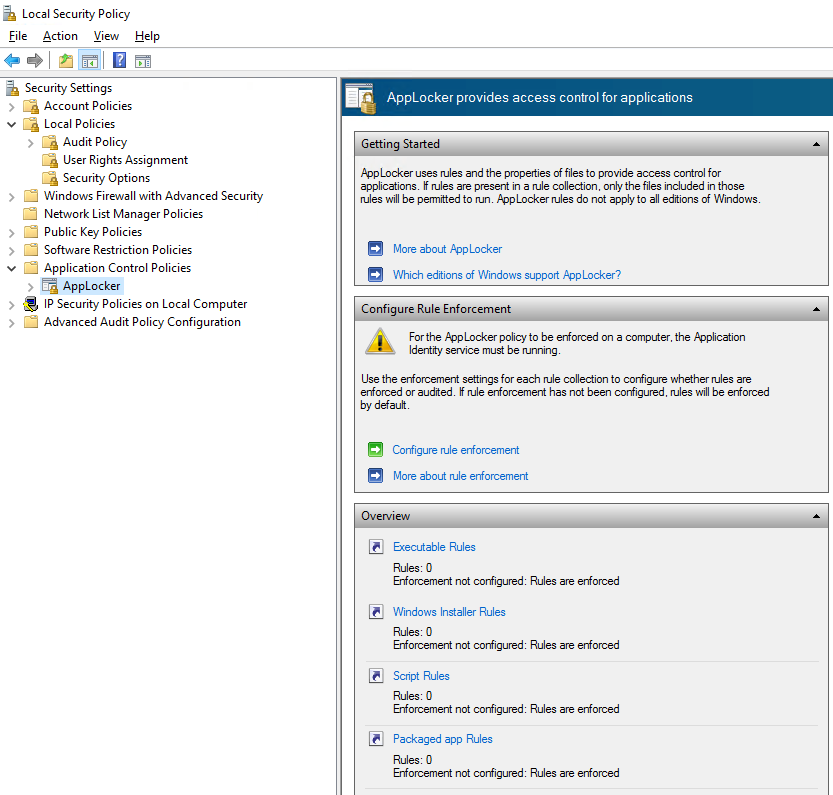 Local Security Policy
File Action View Help
Security Settings
Account Policies
Local Policies
Audit Policy
User Rights Assignment
Security Options
Windows Firewall with Advanced Security
Network List Manager Policies
Public Key Policies
Software Restriction Policies
Application Control Policies
AppLocker
IP Security Policies on Local Computer
Advanced Audit Policy Configuration
AppLocker provides access control for applications
Getting Started
AppLocker uses rules and the properties of files to provide access control for
applications. If rules are present in a rule collection, only the files included in those
rules will be permitted to run. AppLocker rules do not apply to all editions of Windows.
More about AppLocker
Which editions of Windows support AppLocker?
Configure Rule Enforcement
For the AppLocker policy to be enforced on a computer, the Application
Identity service must be running.
Use the enforcement settings for each rule collection to configure whether rules are
enforced or audited. If rule enforcement has not been configured, rules will be enforced
by default.
Configure rule enforcement
More about rule enforcement
Overview
Executable Rules
Rules: 0
Enforcement not configured: Rules are enforced
Windows Installer Rules
Rules: 0
Enforcement not configured: Rules are enforced
Script Rules
Rules: 0
Enforcement not configured: Rules are enforced
Packaged app Rules
Rules: 0
Enforcement not configured: Rules are enforced